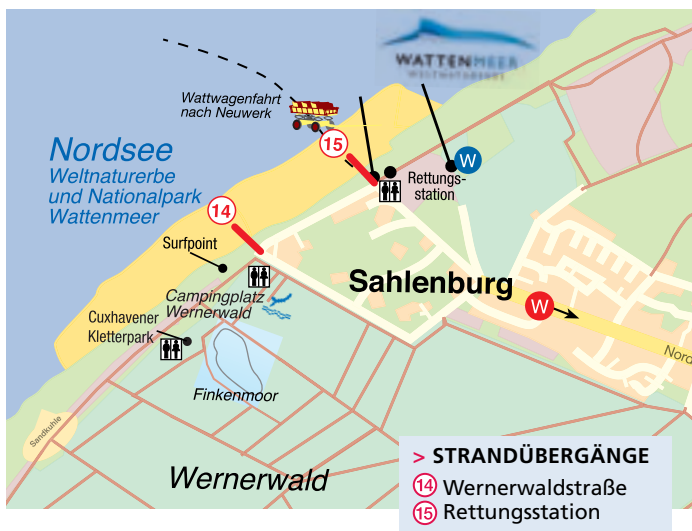 WATTENMEER
WELTNATURERBE
Wattwagenfahrt
nach Neuwerk
15
Nordsee
Weltnaturerbe
und Nationalpark
Wattenmeer
W
Rettungs-
station
14
Surfpoint
Sahlenburg
Campingplatz
Wernerwald
W
Cuxhavener
Kletterpark
Nord
Finkenmoor
Sandkuhle
Wernerwald
> STRANDÜBERGÄNGE
14 Wernerwaldstraße
15 Rettungsstation